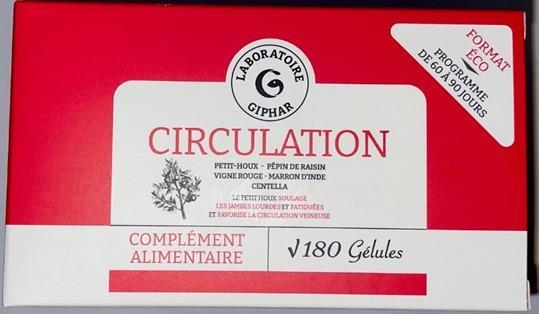 LABORATOIRE
GIPHAR
FORMAT
ÉCO
PROGRAMME
DE 60 À 90 JOURS
CIRCULATION
PETIT-HOUX - PÉPIN DE RAISIN
VIGNE ROUGE - MARRON D'INDE
CENTELLA
LE PETIT HOUX SOULAGE
LES JAMBES LOURDES ET FATIGUÉES
ET FAVORISE LA CIRCULATION VEINEUSE
COMPLÉMENT
ALIMENTAIRE
√180 Gélules